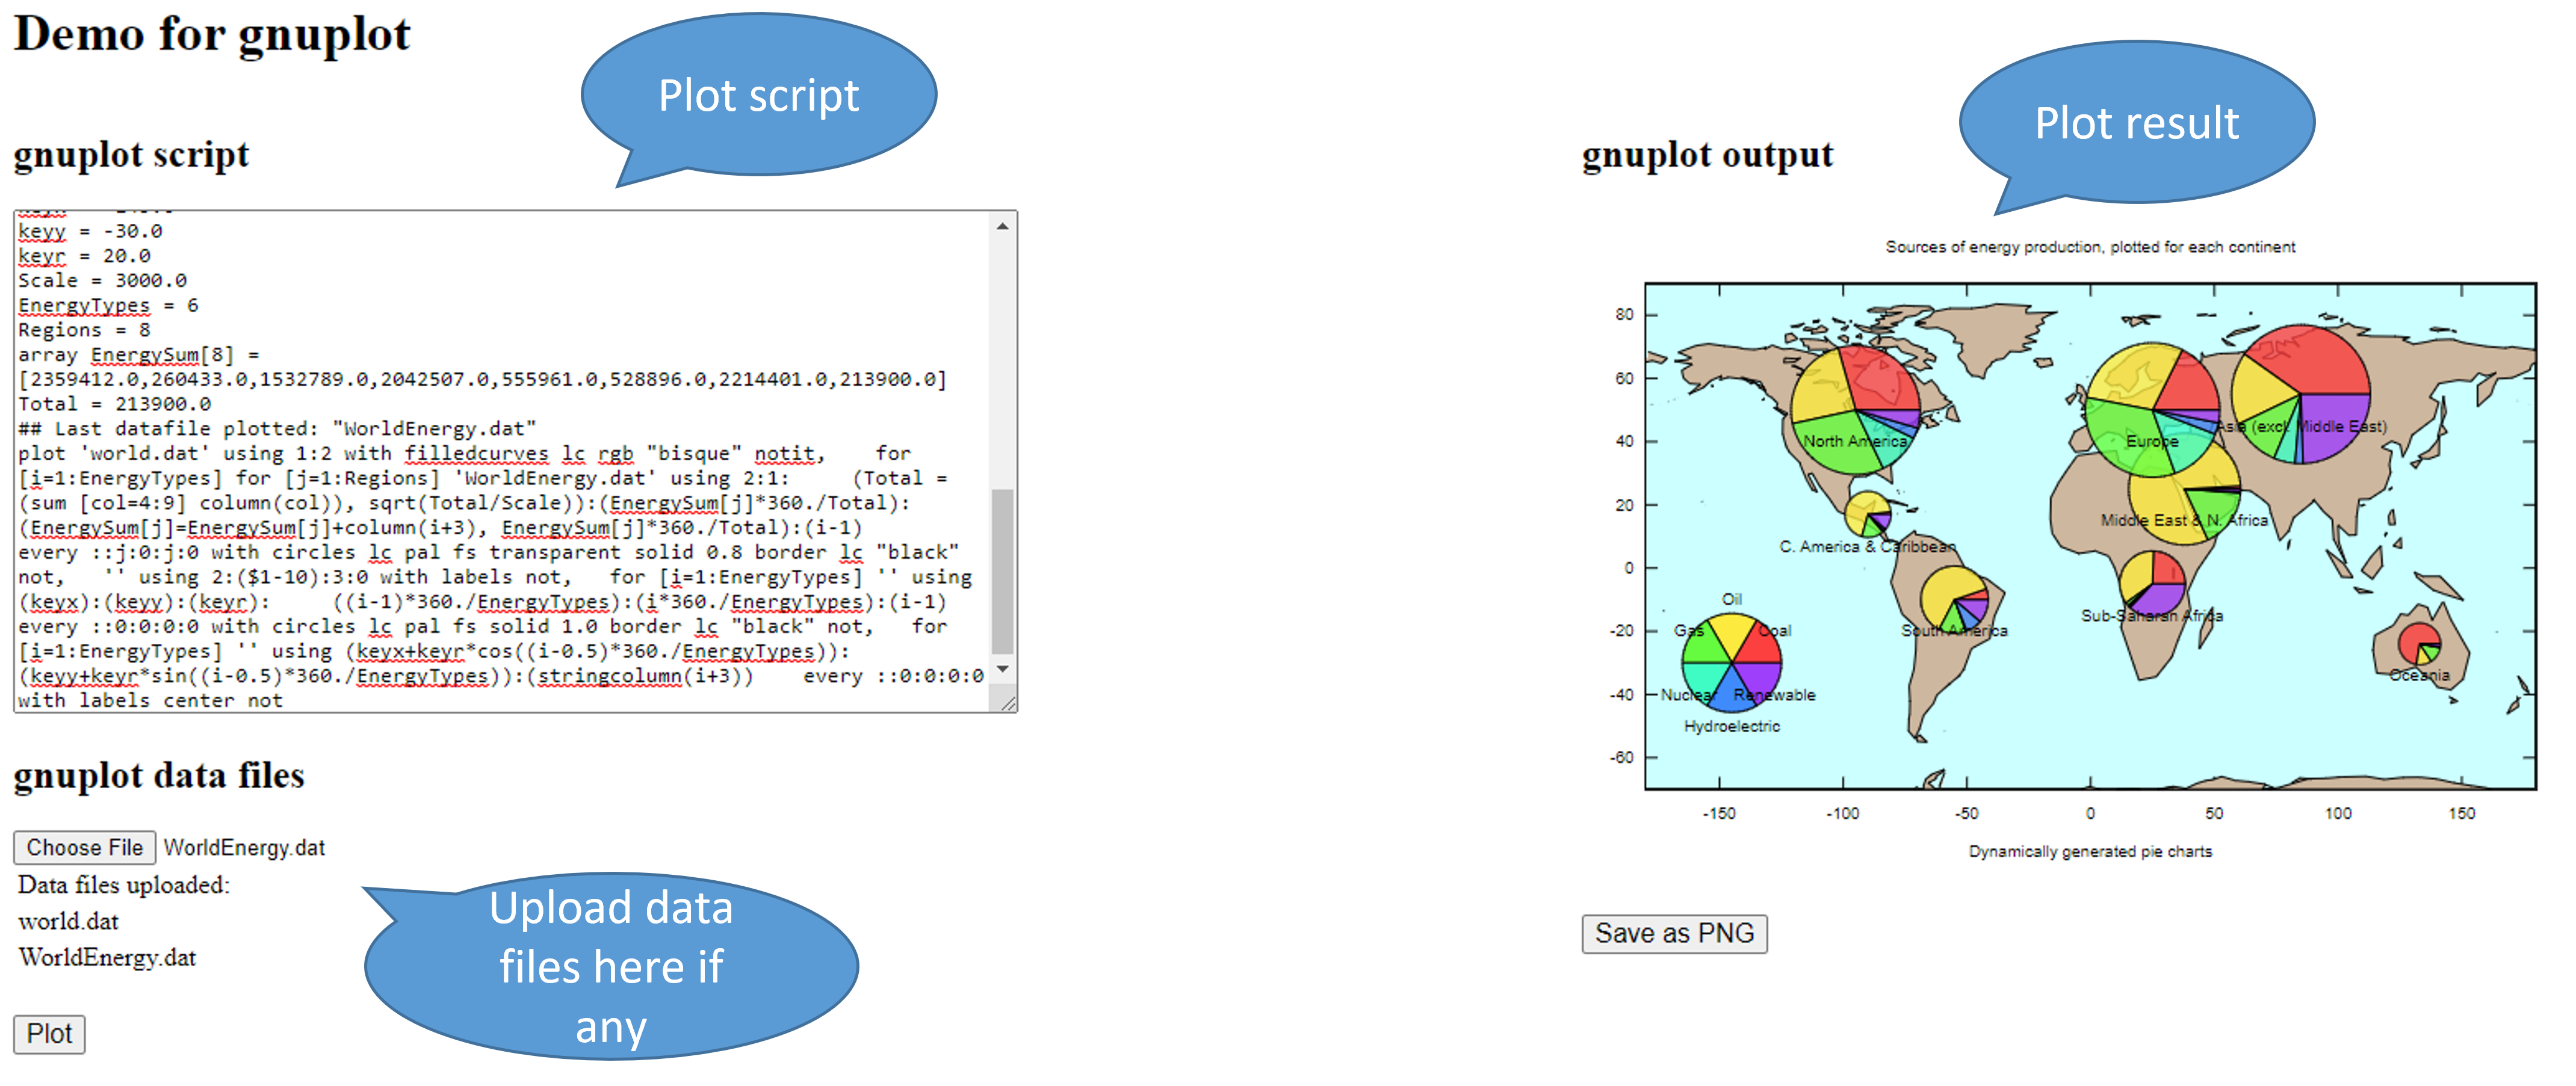 Demo for gnuplot
Plot script
gnuplot script
keyy = -30.0
keyr = 20.0
Scale = 3000.0
EnergyTypes = 6
Regions = 8
array EnergySum[8] =
[2359412.0,260433.0,1532789.0,2042507.0,555961.0,528896.0,2214401.0,213900.0]
Total = 213900.0
## Last datafile plotted: "WorldEnergy.dat"
plot 'world.dat' using 1:2 with filledcurves lc rgb "bisque" notit,    for
[i=1:EnergyTypes] for [j=1:Regions] 'WorldEnergy.dat' using 2:1:      (Total =
(sum [col=4:9] column(col)), sqrt(Total/Scale)):(EnergySum[j]*360./Total):
(EnergySum[j]=EnergySum[j]+column(i+3), EnergySum[j]*360./Total):(i-1)
every ::j:0:j:0 with circles lc pal fs transparent solid 0.8 border lc "black"
not,    '' using 2:($1-10):3:0 with labels not,   for [i=1:EnergyTypes] '' using
(keyx):(keyy):(keyr):      ((i-1)*360./EnergyTypes):(i*360./EnergyTypes):(i-1)
every ::0:0:0:0 with circles lc pal fs solid 1.0 border lc "black" not,    for
[i=1:EnergyTypes] '' using (keyx+keyr*cos((i-0.5)*360./EnergyTypes)):
(keyy+keyr*sin((i-0.5)*360./EnergyTypes)):(stringcolumn(i+3))    every ::0:0:0:0
with labels center not
gnuplot data files
Choose File WorldEnergy.dat
Data files uploaded:
world.dat
WorldEnergy.dat
Upload data
files here if
any
Plot
gnuplot output
Plot result
Sources of energy production, plotted for each continent
80
60
40
20
0
-20
-40
-60
North America
Europe
Asia (excl. Middle East)
Middle East & N. Africa
C. America & Caribbean
South America
Sub-Saharan Africa
Oceania
Oil
Gas
Coal
Nuclear
Renewable
Hydroelectric
-150
-100
-50
0
50
100
150
Dynamically generated pie charts
Save as PNG